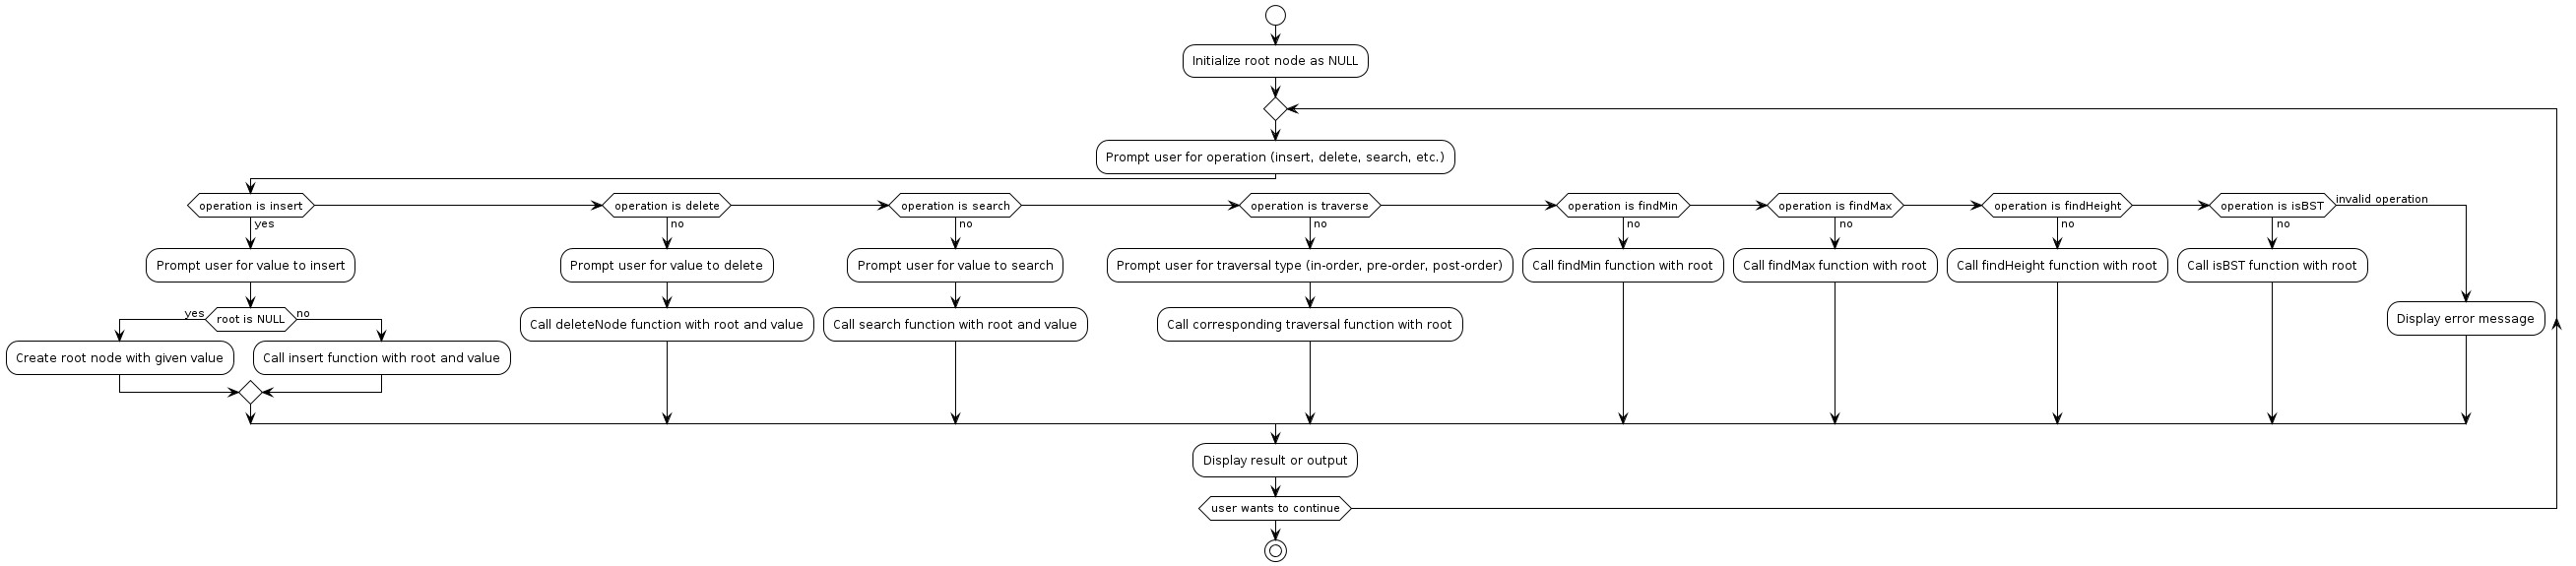 Initialize root node as NULL
Prompt user for operation (insert, delete, search, etc.)
operation is insert
operation is delete
operation is search
operation is traverse
operation is findMin
operation is findMax
operation is findHeight
operation is isBST
invalid operation
yes
no
no
no
no
no
no
no
Prompt user for value to insert
Prompt user for value to delete
Prompt user for value to search
Prompt user for traversal type (in-order, pre-order, post-order)
Call findMin function with root
Call findMax function with root
Call findHeight function with root
Call isBST function with root
yes
root is NULL
no
Call deleteNode function with root and value
Call search function with root and value
Call corresponding traversal function with root
Display error message
Create root node with given value
Call insert function with root and value
Display result or output
user wants to continue